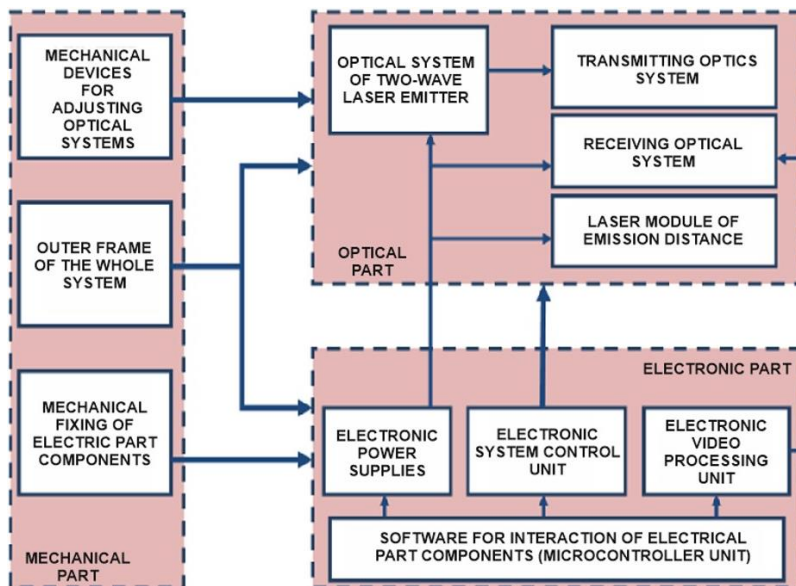 MECHANICAL
DEVICES
FOR
ADJUSTING
OPTICAL
SYSTEMS
OUTER FRAME
OF THE WHOLE
SYSTEM
MECHANICAL
FIXING OF
ELECTRIC PART
COMPONENTS
MECHANICAL
PART
OPTICAL SYSTEM
OF TWO-WAVE
LASER EMITTER
TRANSMITTING OPTICS
SYSTEM
RECEIVING OPTICAL
SYSTEM
LASER MODULE OF
EMISSION DISTANCE
OPTICAL
PART
ELECTRONIC PART
ELECTRONIC
POWER
SUPPLIES
ELECTRONIC
SYSTEM CONTROL
UNIT
ELECTRONIC
VIDEO
PROCESSING
UNIT
SOFTWARE FOR INTERACTION OF ELECTRICAL
PART COMPONENTS (MICROCONTROLLER UNIT)